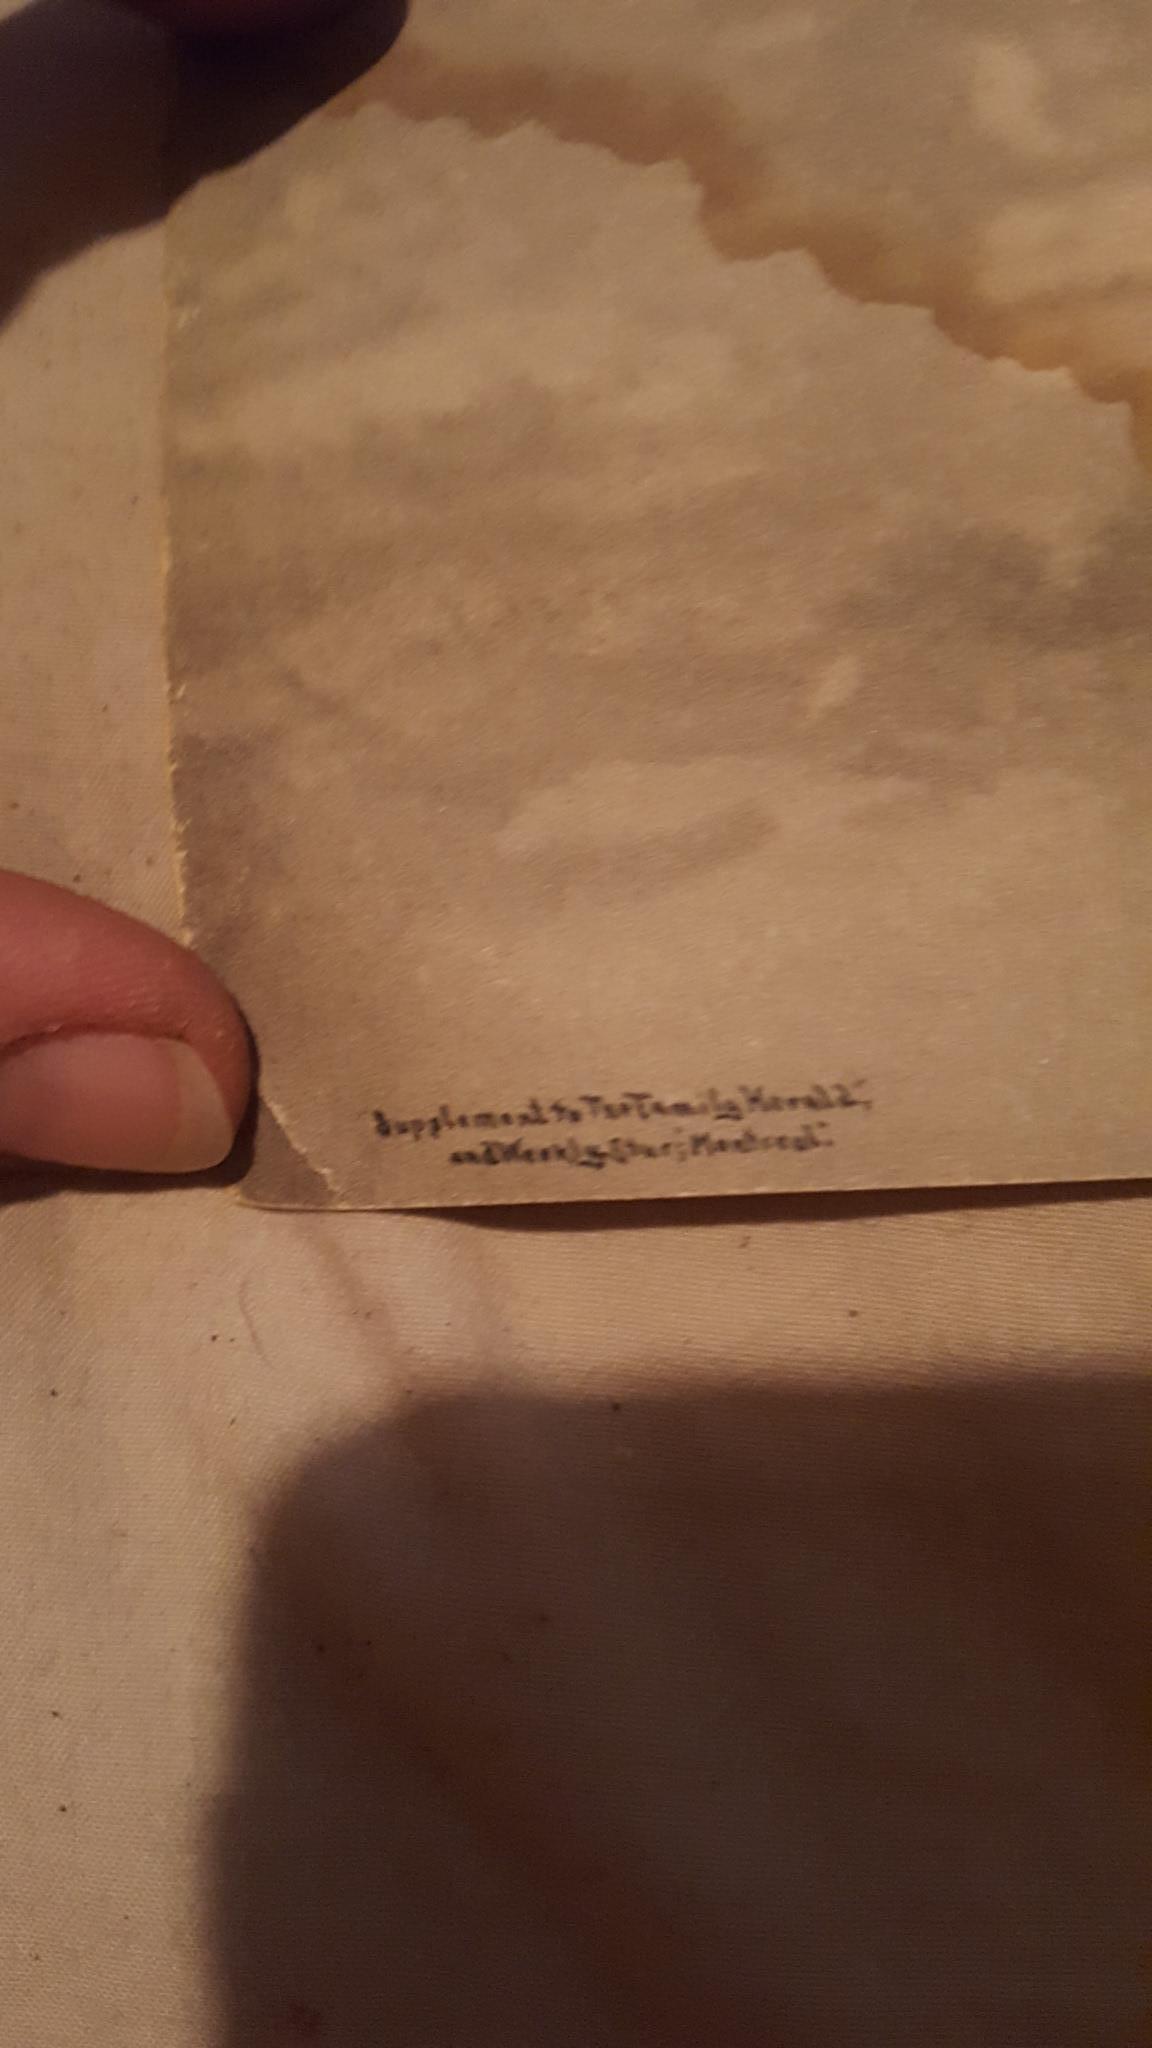 Supplement to The Family Herald,"
and Weekly Star," Montreal."